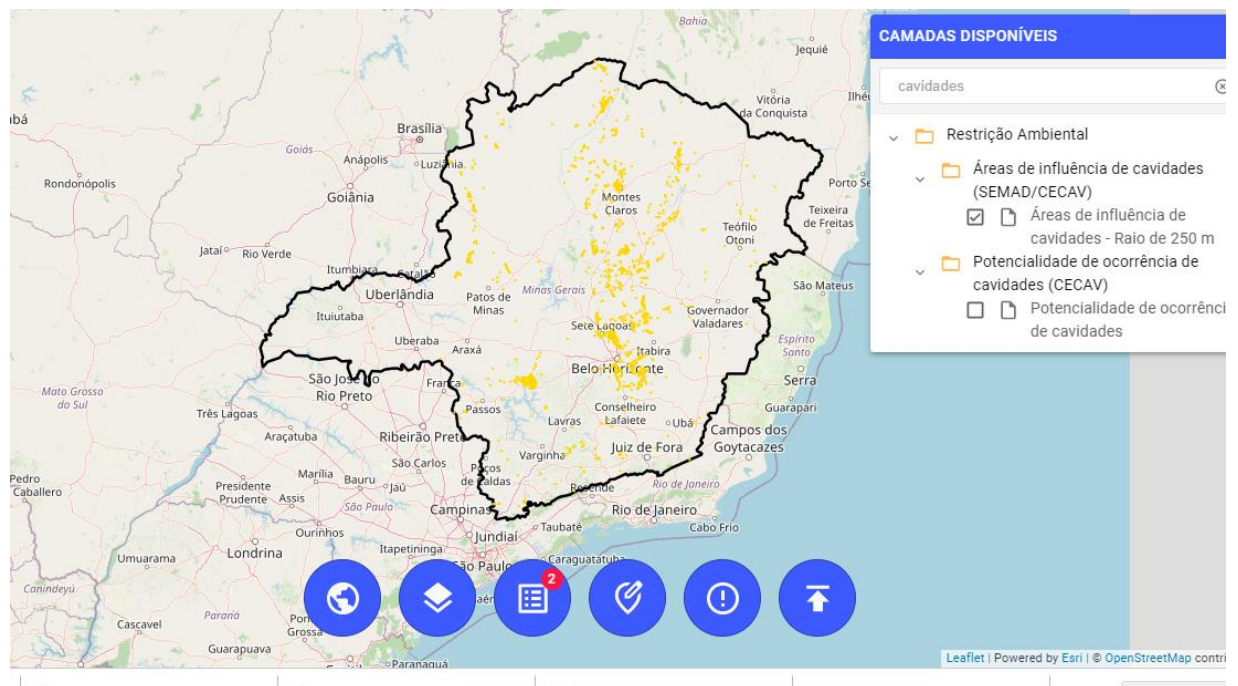 Bahia
Jequié
CAMADAS DISPONÍVEIS
cavidades
Vitória
da Conquista
Brasília
Restrição Ambiental
Goiás
Anápolis
Rondonópolis
Goiânia
Áreas de influência de cavidades
(SEMAD/CECAV)
Montes
Claros
Teixeira
de Freitas
Áreas de influência de
cavidades - Raio de 250 m
Teófilo
Otoni
Jataí
Rio Verde
Potencialidade de ocorrência de
cavidades (CECAV)
Itumbiara
Uberlândia
Patos de
Minas
Minas Gerais
São Mateus
Potencialidade de ocorrênci
de cavidades
Ituiutaba
Sete Lagoas
Governador
Valadares
Uberaba
Araxá
Itabira
Espírito
Santo
Belo Horizonte
São José do
Rio Preto
Franca
Serra
Mato Grosso
do Sul
Três Lagoas
Passos
Conselheiro
Lafaiete
Ubá
Guarapari
Lavras
Campos dos
Goytacazes
Araçatuba
Ribeirão Preto
Varginha
Juiz de Fora
São Carlos
Poços
de Caldas
Pedro
Caballero
Marília
Bauru
Jaú
Presidente
Prudente
Assis
Resende
Rio de Janeiro
São Paulo
Campinas
Rio de Janeiro
Cabo Frio
Ourinhos
Taubaté
Jundiaí
Itapetininga
Londrina
Umuarama
Caraguatatuba
São Paulo
2
Canindeyú
Paraná
Cascavel
Ponta
Grossa
Guarapuava
Paranaguá
Leaflet | Powered by Esri | © OpenStreetMap contri